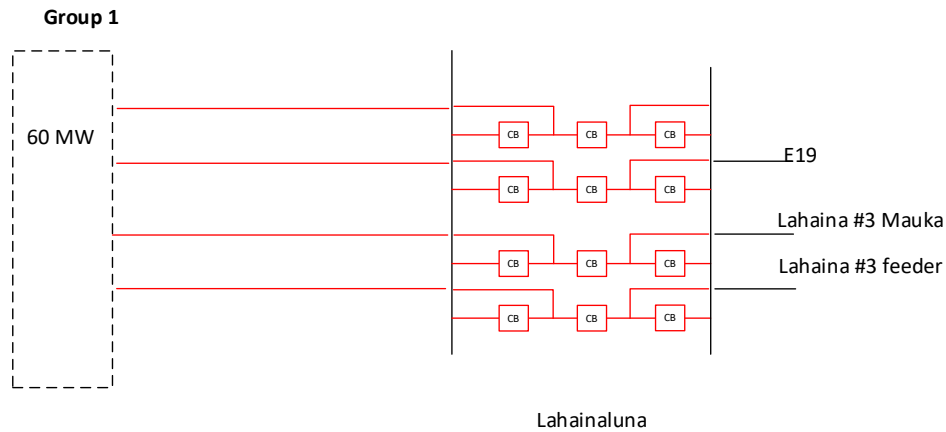 Group 1
60 MW
CB CB CB
E19
CB CB CB
Lahaina #3 Mauka
CB CB CB
Lahaina #3 feeder
CB CB CB
Lahainaluna